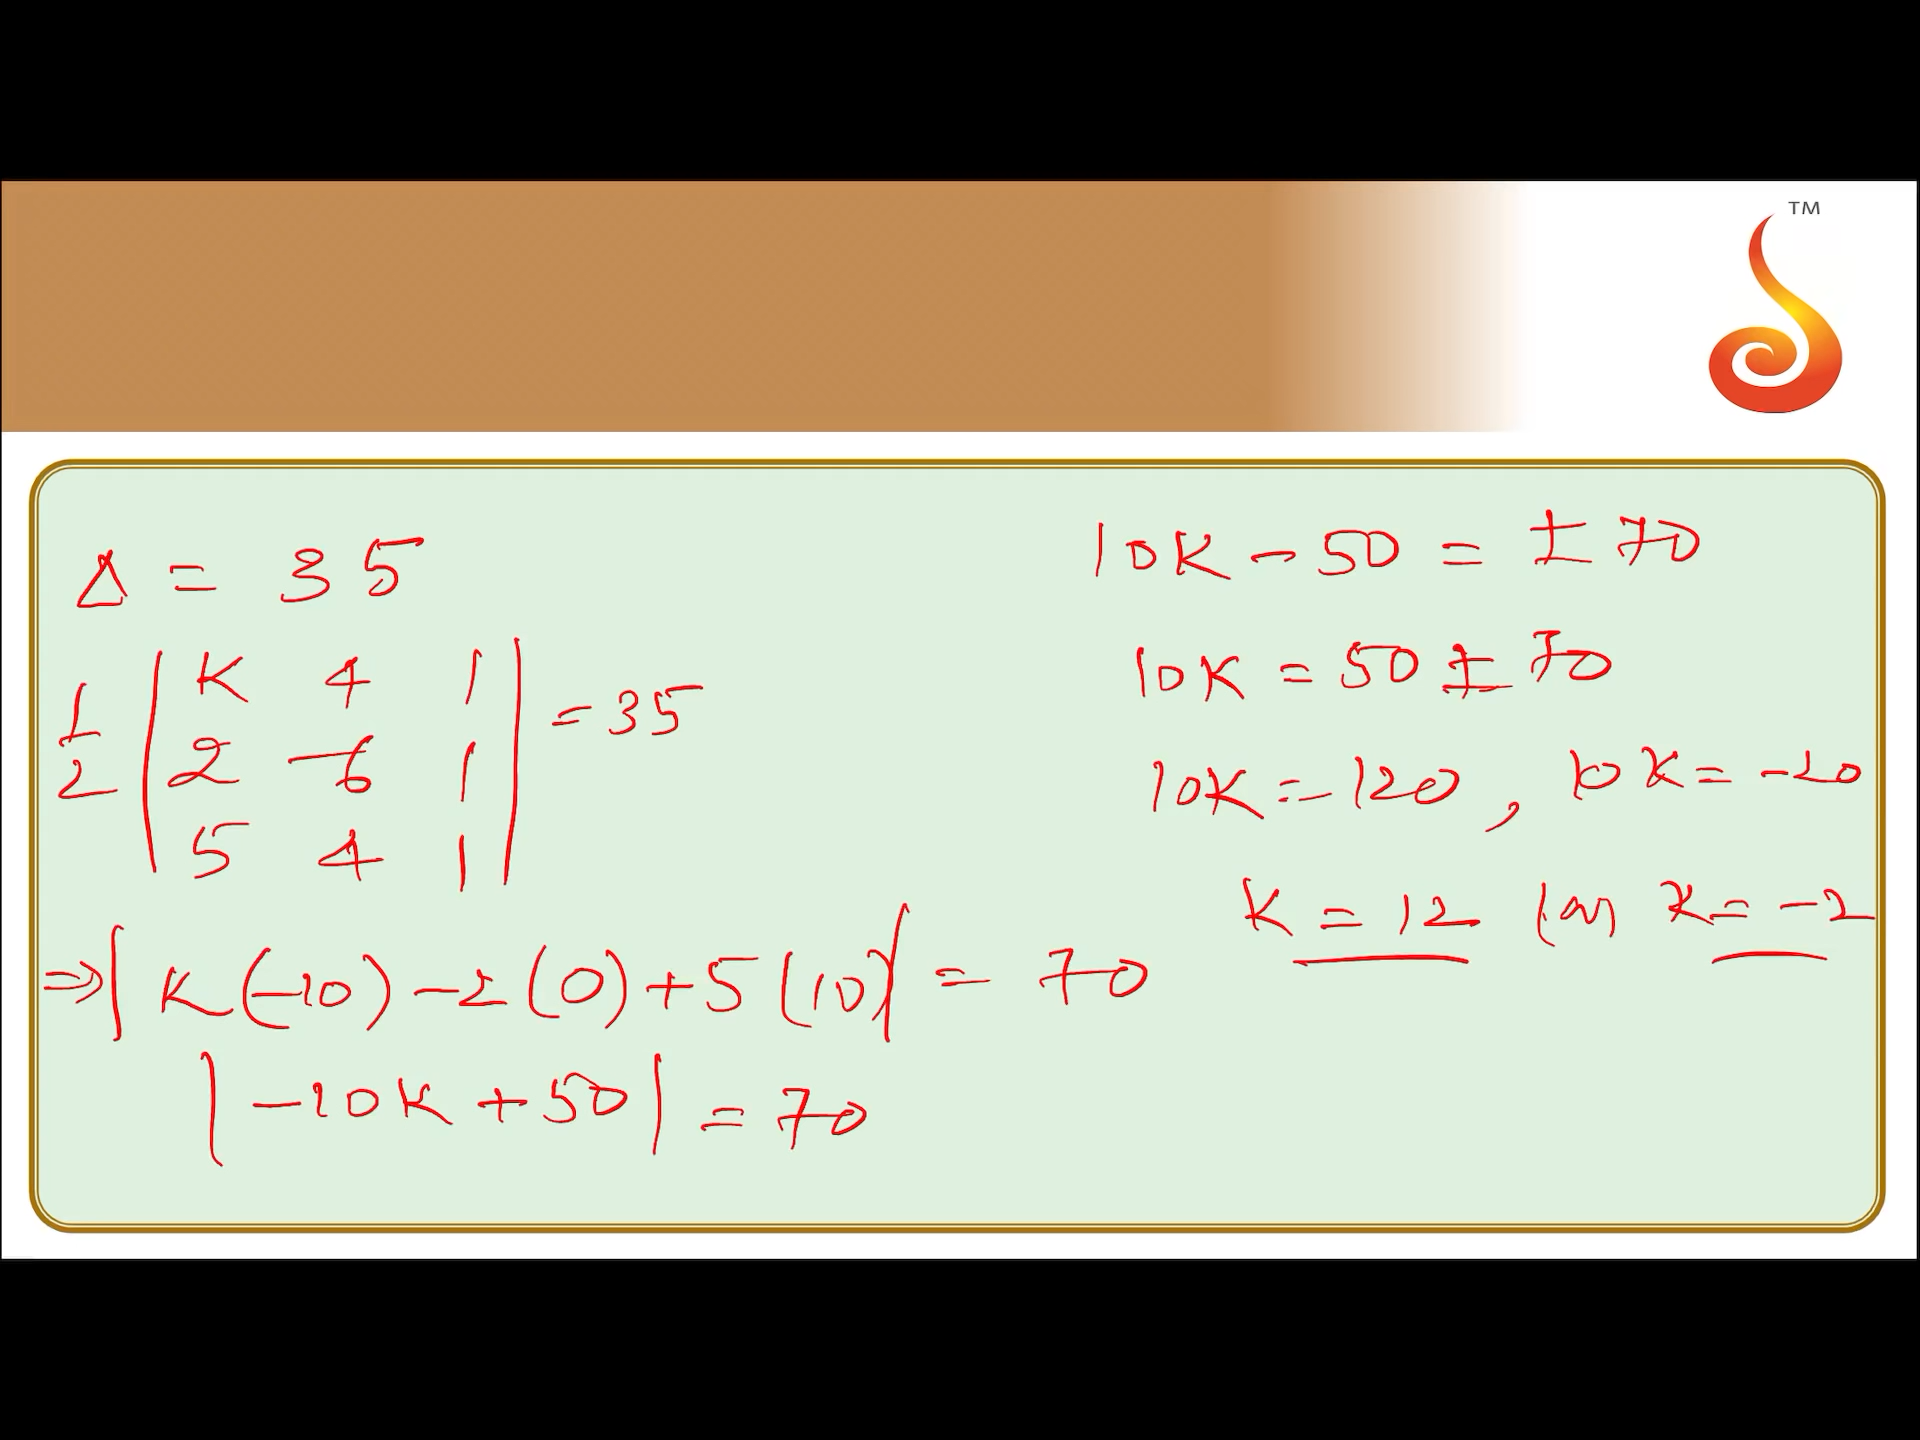 TM
Δ = 35
1/2 | K 4 1 | = 35
| 2 -6 1 |
| 5 4 1 |
⇒ | K(-10) -2(0) + 5(10) | = 70
| -10K + 50 | = 70
10K - 50 = ± 70
10K = 50 ± 70
10K = 120 , 10K = -20
K = 12 (or) K = -2